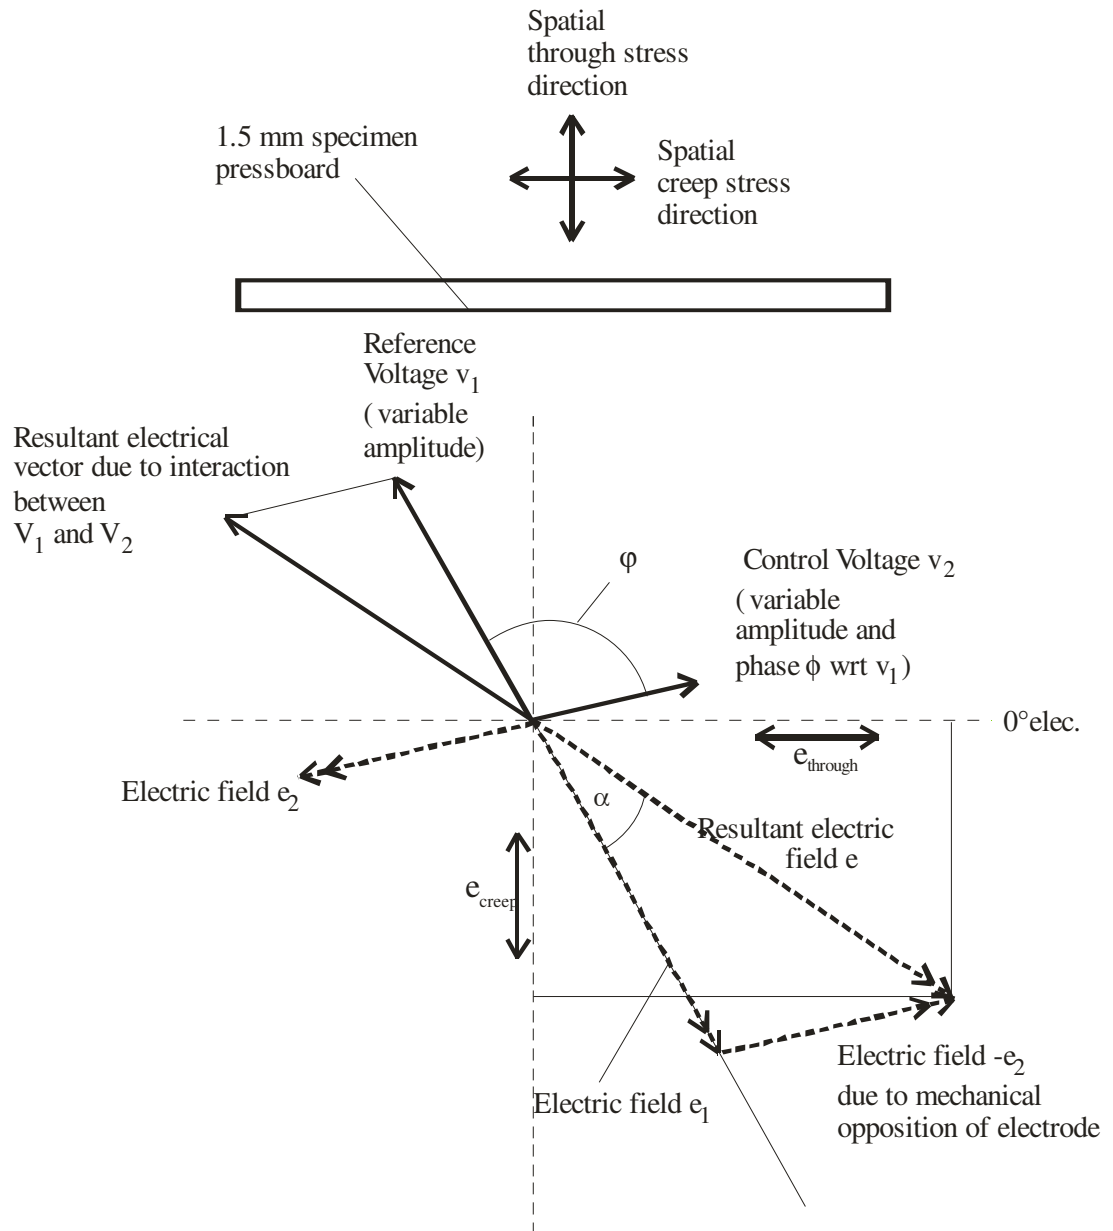 Spatial
through stress
direction
1.5 mm specimen
pressboard
Spatial
creep stress
direction
Reference
Voltage v1
( variable
amplitude)
Resultant electrical
vector due to interaction
between
V1 and V2
φ
Control Voltage v2
( variable
amplitude and
phase ϕ wrt v1)
0°elec.
ethrough
Electric field e2
α
Resultant electric
field e
ecreep
Electric field -e2
due to mechanical
opposition of electrode
Electric field e1